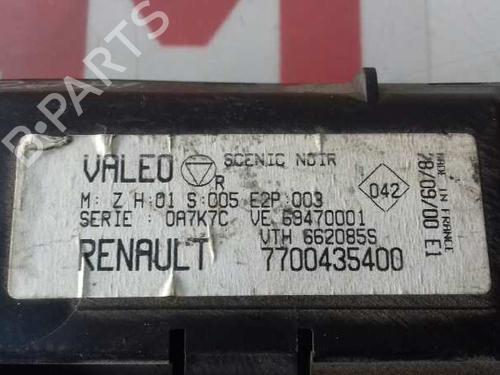 VALEO R SCENIC NOIR
M: Z H:01 S:005 E2P:003
SERIE : 0A7K7C VE 69470001
VTH 662085S
RENAULT 7700435400
042
MADE IN FRANCE
28/09/00 E1
B-PARTS